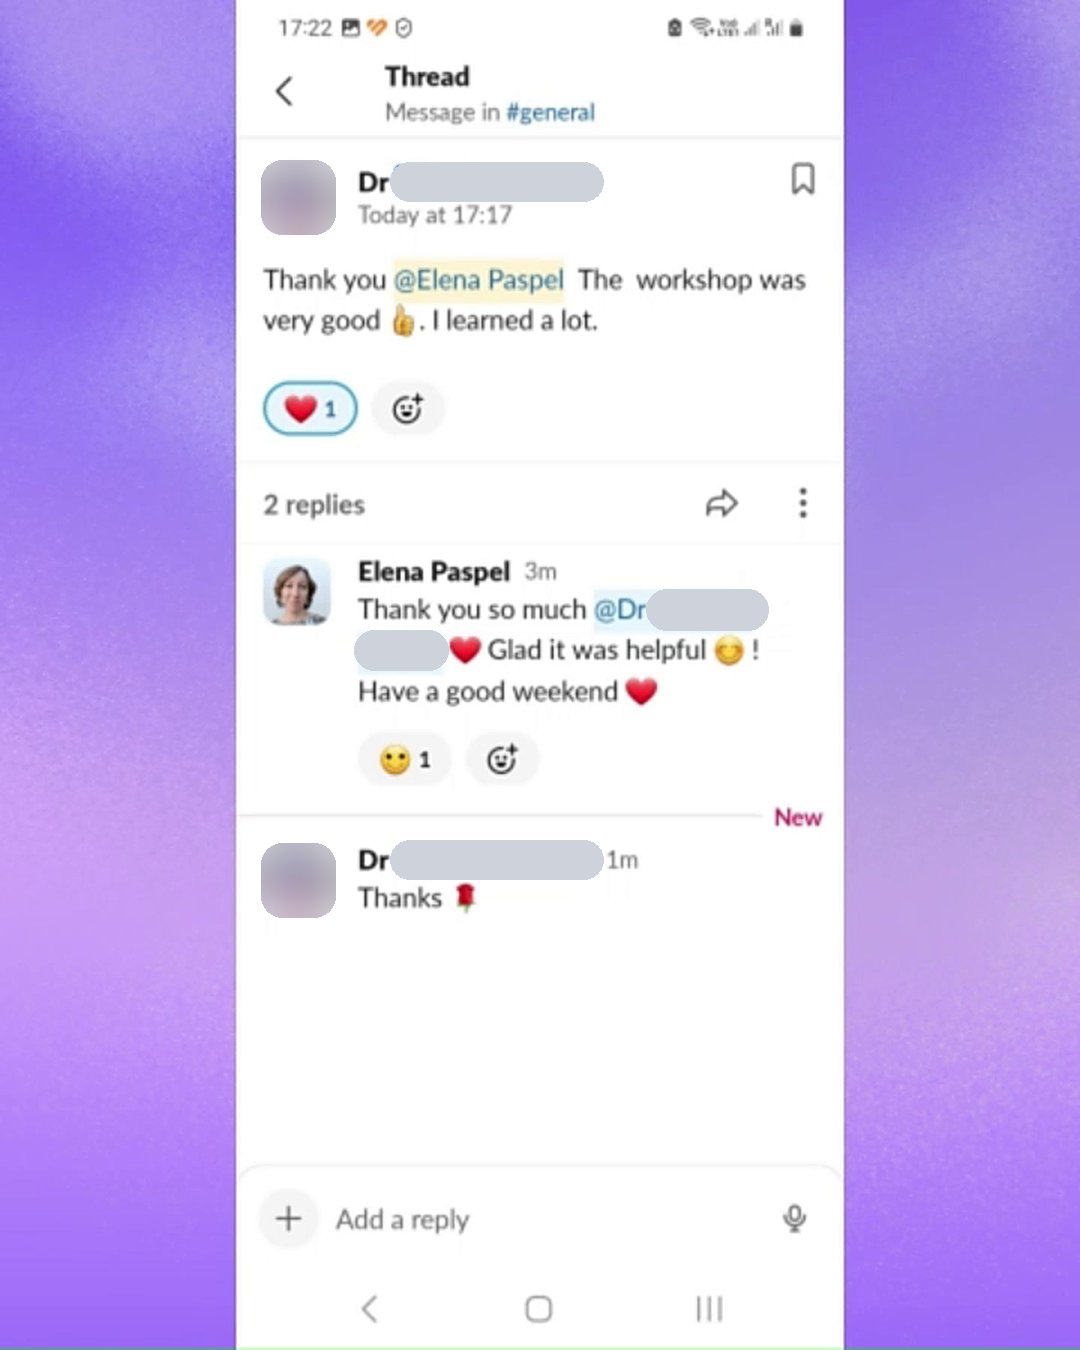 17:22
Thread
Message in #general
Dr
Today at 17:17
Thank you @Elena Paspel The workshop was
very good 👍. I learned a lot.
❤️ 1
2 replies
Elena Paspel 3m
Thank you so much @Dr
❤️ Glad it was helpful 😊 !
Have a good weekend ❤️
🙂 1
New
Dr 1m
Thanks 🌹
Add a reply